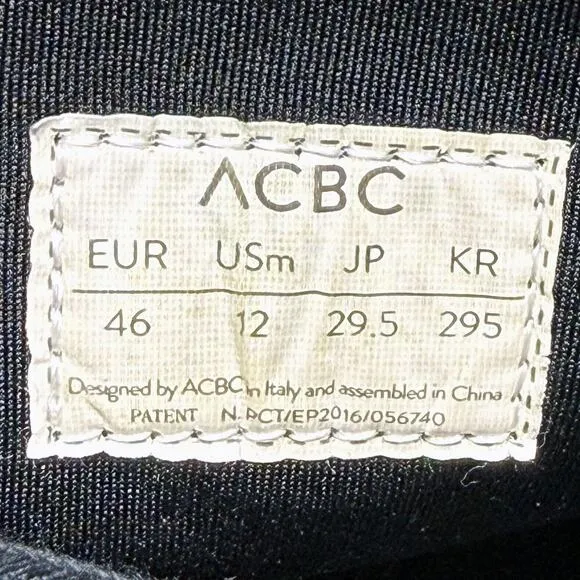 ACBC
EUR USm JP KR
46 12 29.5 295
Designed by ACBC in Italy and assembled in China
PATENT N. PCT/EP2016/056740